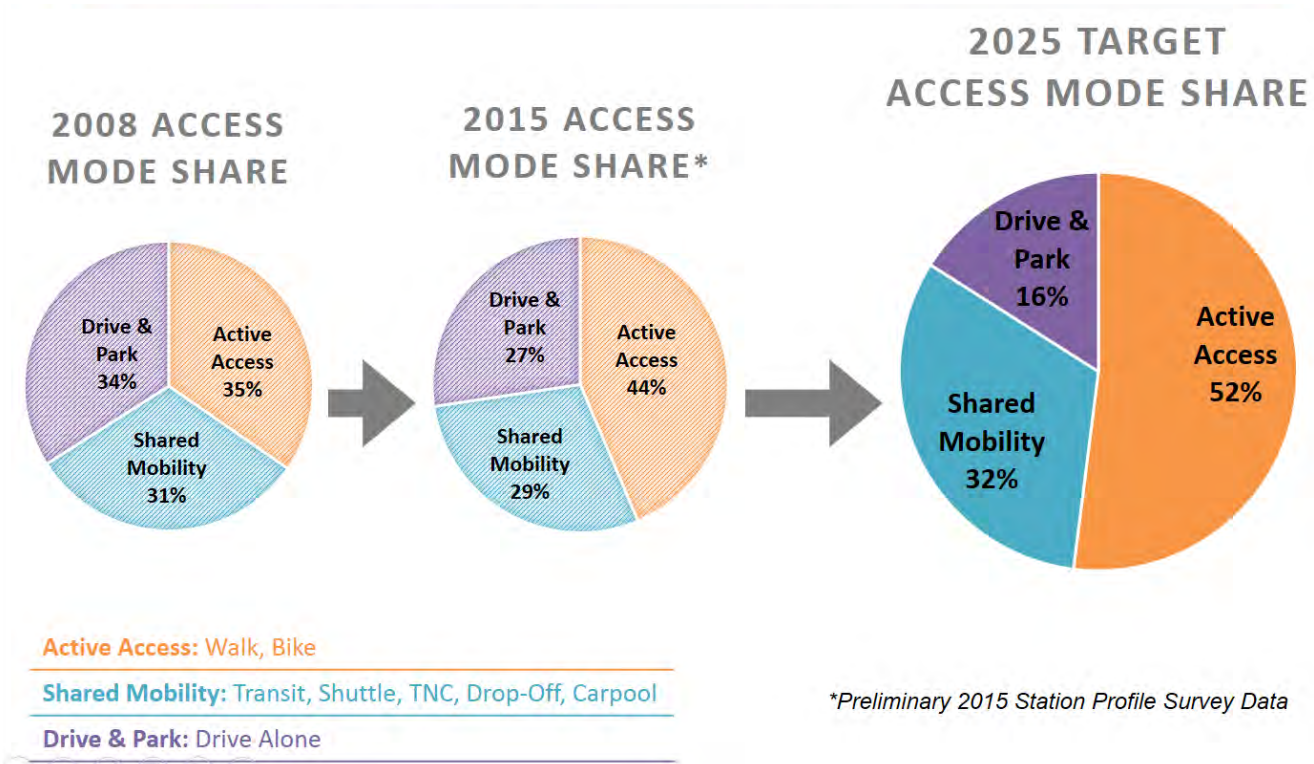 2008 ACCESS
MODE SHARE
Drive &
Park
34%
Active
Access
35%
Shared
Mobility
31%
2015 ACCESS
MODE SHARE*
Drive &
Park
27%
Active
Access
44%
Shared
Mobility
29%
2025 TARGET
ACCESS MODE SHARE
Drive &
Park
16%
Active
Access
52%
Shared
Mobility
32%
Active Access: Walk, Bike
Shared Mobility: Transit, Shuttle, TNC, Drop-Off, Carpool
Drive & Park: Drive Alone
*Preliminary 2015 Station Profile Survey Data